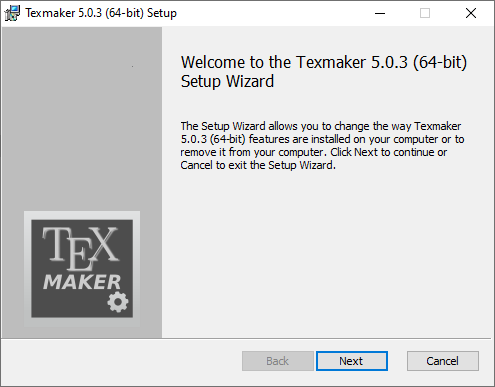 Texmaker 5.0.3 (64-bit) Setup
Welcome to the Texmaker 5.0.3 (64-bit)
Setup Wizard
The Setup Wizard allows you to change the way Texmaker
5.0.3 (64-bit) features are installed on your computer or to
remove it from your computer. Click Next to continue or
Cancel to exit the Setup Wizard.
TEX
MAKER
Back Next Cancel